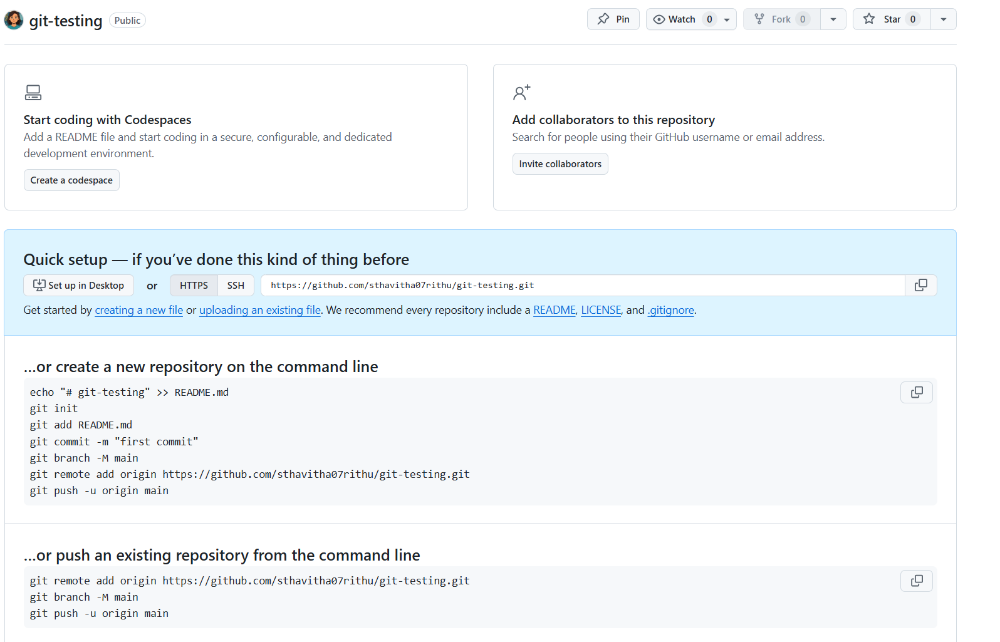 git-testing Public Pin Watch 0 Fork 0 Star 0
Start coding with Codespaces
Add a README file and start coding in a secure, configurable, and dedicated
development environment.
Create a codespace
Add collaborators to this repository
Search for people using their GitHub username or email address.
Invite collaborators
Quick setup — if you’ve done this kind of thing before
Set up in Desktop or HTTPS SSH https://github.com/sthavitha07rithu/git-testing.git
Get started by creating a new file or uploading an existing file. We recommend every repository include a README, LICENSE, and .gitignore.
…or create a new repository on the command line
echo "# git-testing" >> README.md
git init
git add README.md
git commit -m "first commit"
git branch -M main
git remote add origin https://github.com/sthavitha07rithu/git-testing.git
git push -u origin main
…or push an existing repository from the command line
git remote add origin https://github.com/sthavitha07rithu/git-testing.git
git branch -M main
git push -u origin main